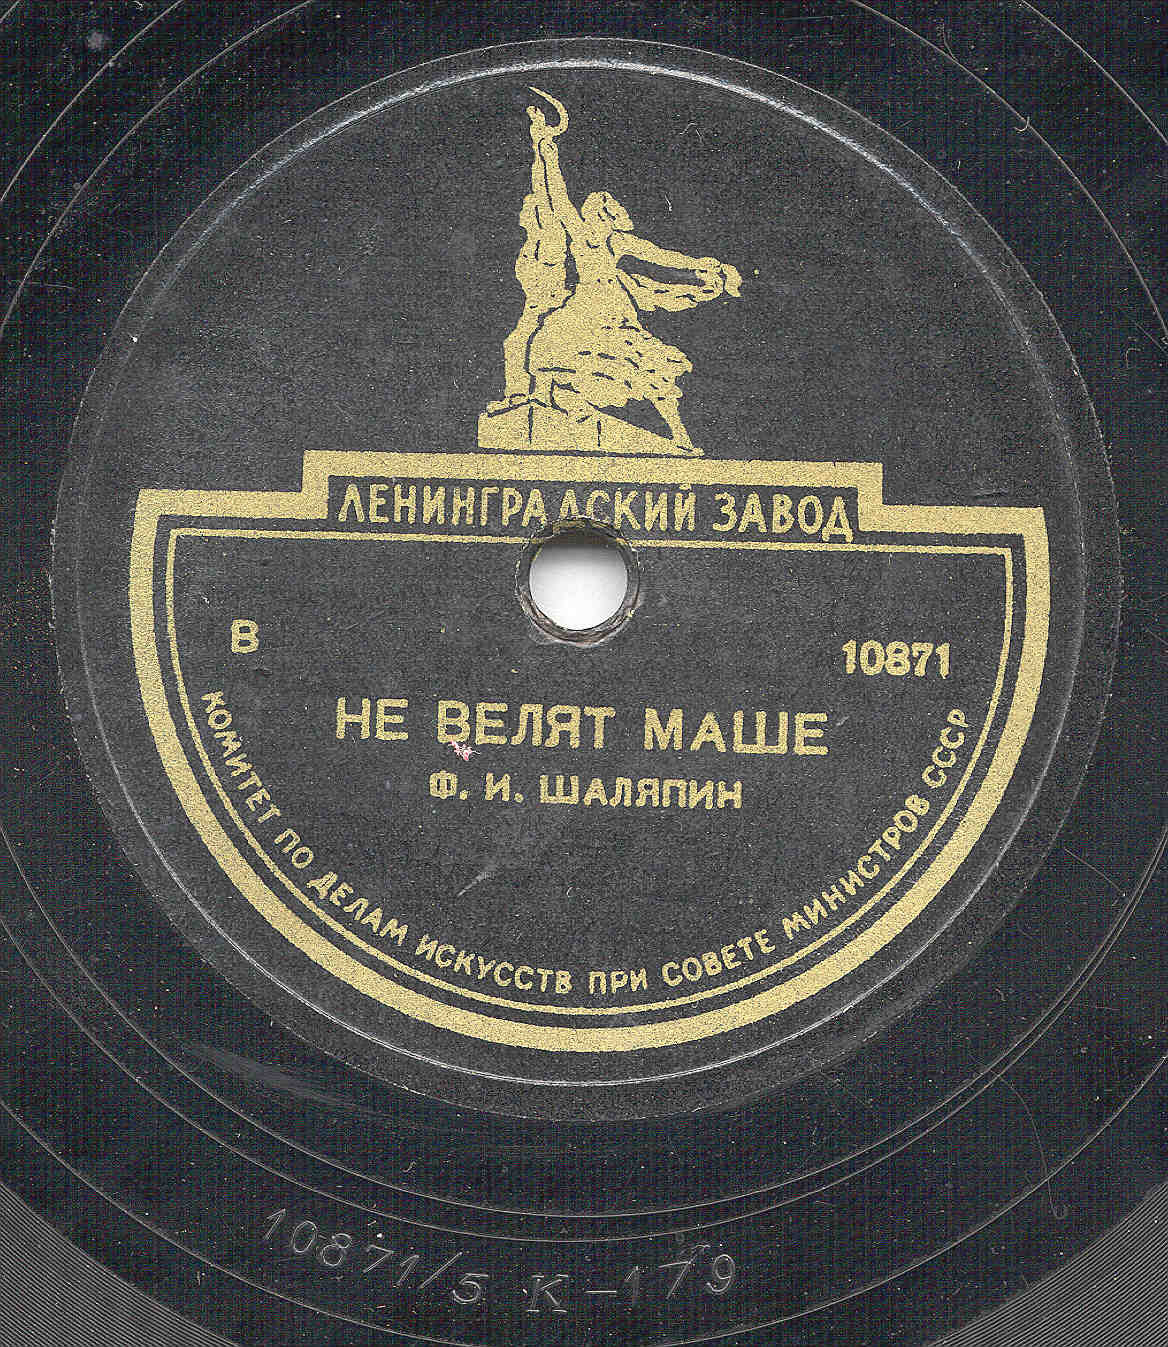 ЛЕНИНГРАДСКИЙ ЗАВОД
В 10871
НЕ ВЕЛЯТ МАШЕ
Ф. И. ШАЛЯПИН
КОМИТЕТ ПО ДЕЛАМ ИСКУССТВ ПРИ СОВЕТЕ МИНИСТРОВ СССР
10871/5 К-179